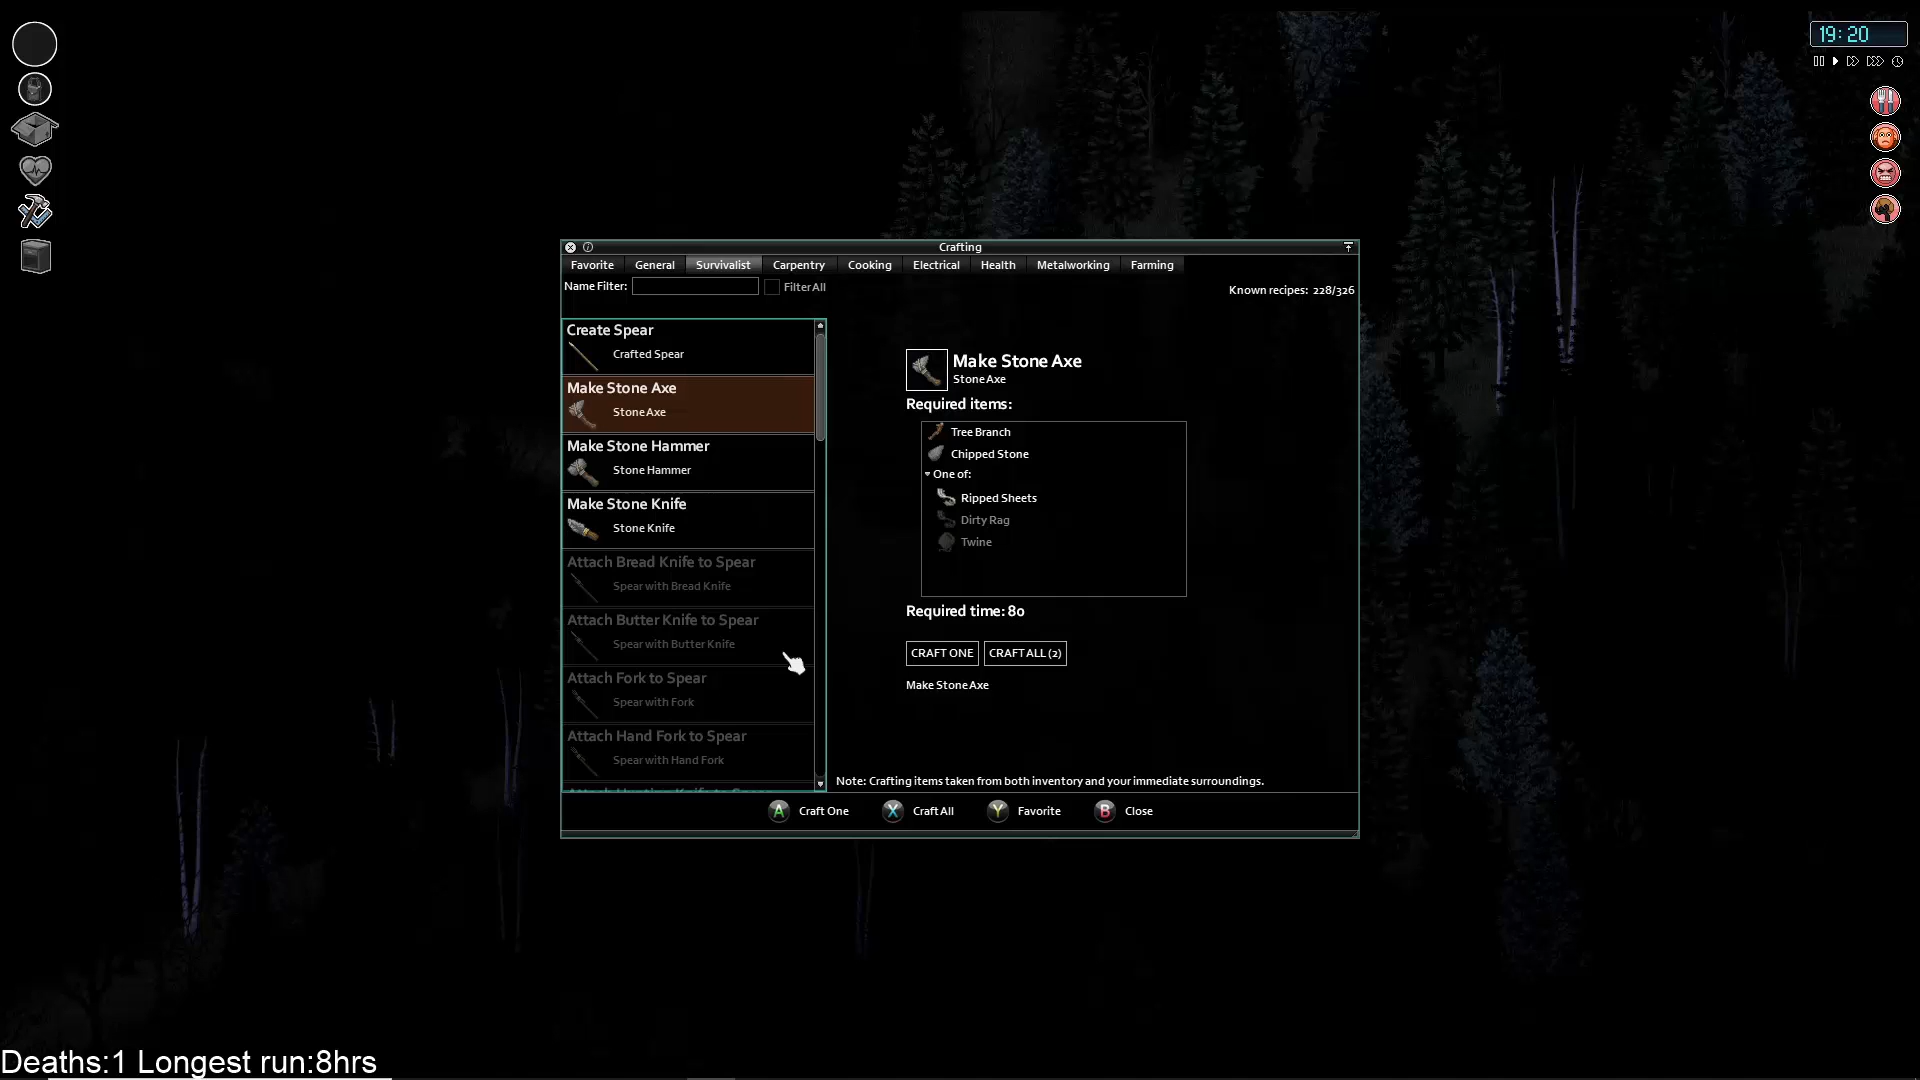 19:20
Crafting
Favorite General Survivalist Carpentry Cooking Electrical Health Metalworking Farming
Name Filter: Filter All
Known recipes: 228/326
Create Spear
Crafted Spear
Make Stone Axe
Stone Axe
Make Stone Hammer
Stone Hammer
Make Stone Knife
Stone Knife
Attach Bread Knife to Spear
Spear with Bread Knife
Attach Butter Knife to Spear
Spear with Butter Knife
Attach Fork to Spear
Spear with Fork
Attach Hand Fork to Spear
Spear with Hand Fork
Make Stone Axe
Stone Axe
Required items:
Tree Branch
Chipped Stone
One of:
Ripped Sheets
Dirty Rag
Twine
Required time: 80
CRAFT ONE CRAFT ALL (2)
Make Stone Axe
Note: Crafting items taken from both inventory and your immediate surroundings.
A Craft One X Craft All Y Favorite B Close
Deaths:1 Longest run:8hrs